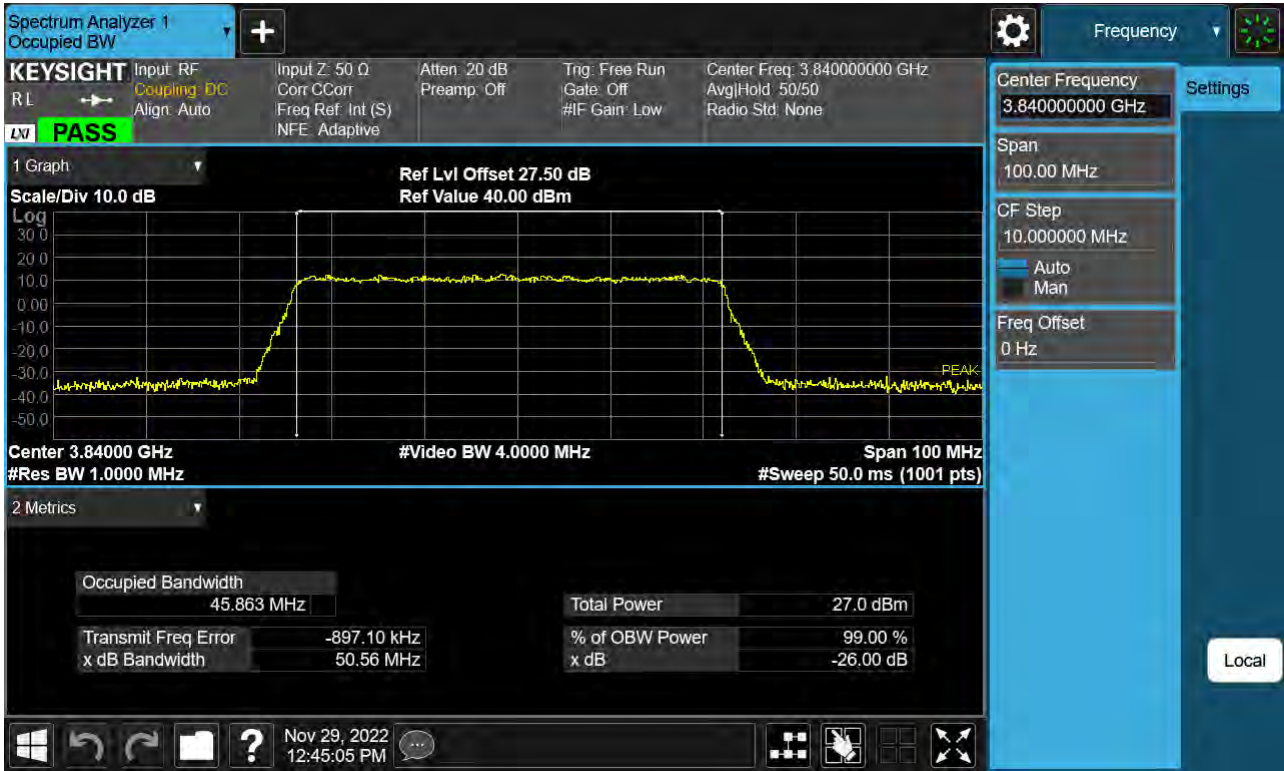 Spectrum Analyzer 1
Occupied BW
Frequency
KEYSIGHT
RL
LXI
PASS
Input: RF
Coupling: DC
Align: Auto
Input Z: 50 Ω
Corr CCorr
Freq Ref: Int (S)
NFE: Adaptive
Atten: 20 dB
Preamp: Off
Trig: Free Run
Gate: Off
#IF Gain: Low
Center Freq: 3.840000000 GHz
Avg|Hold: 50/50
Radio Std: None
Center Frequency
3.840000000 GHz
Settings
Span
100.00 MHz
CF Step
10.000000 MHz
Auto
Man
Freq Offset
0 Hz
Local
1 Graph
Scale/Div 10.0 dB
Ref Lvl Offset 27.50 dB
Ref Value 40.00 dBm
Log
30.0
20.0
10.0
0.00
-10.0
-20.0
-30.0
-40.0
-50.0
PEAK
Center 3.84000 GHz
#Video BW 4.0000 MHz
Span 100 MHz
#Res BW 1.0000 MHz
#Sweep 50.0 ms (1001 pts)
2 Metrics
Occupied Bandwidth
45.863 MHz
Total Power 27.0 dBm
Transmit Freq Error -897.10 kHz
% of OBW Power 99.00 %
x dB Bandwidth 50.56 MHz
x dB -26.00 dB
?
Nov 29, 2022
12:45:05 PM